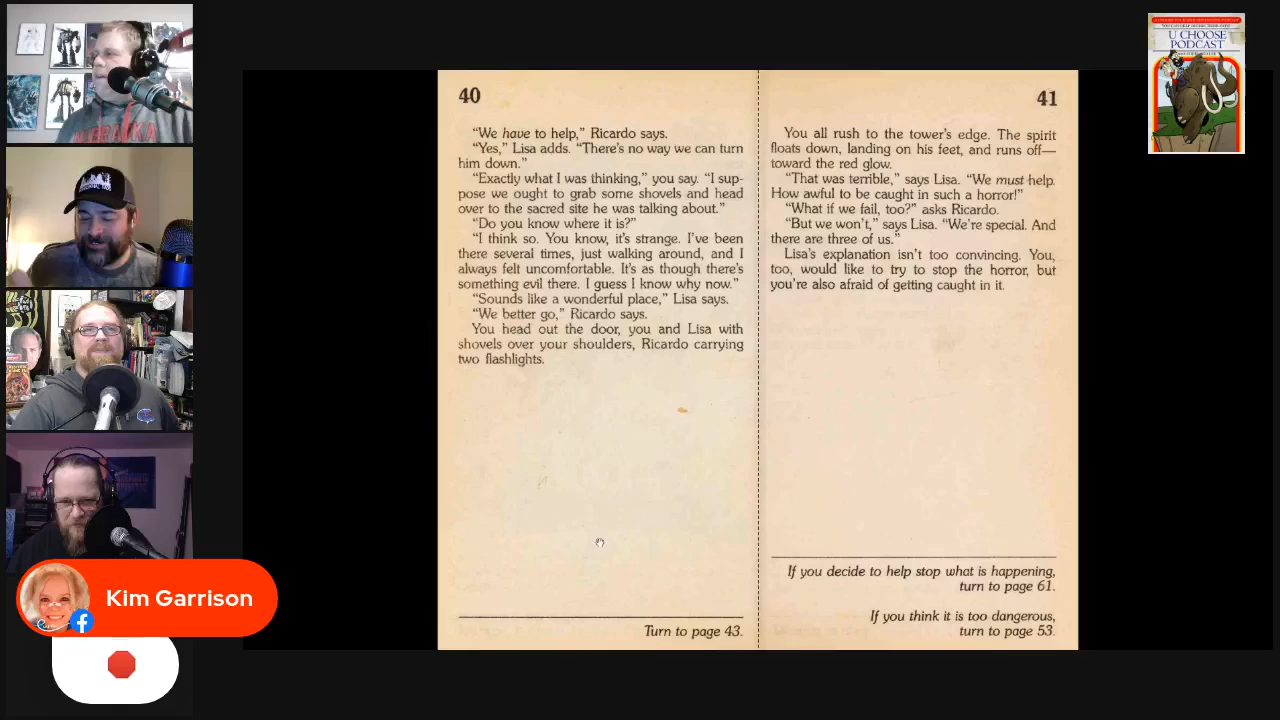 40
“We have to help,” Ricardo says.
“Yes,” Lisa adds. “There’s no way we can turn
him down.”
“Exactly what I was thinking,” you say. “I sup-
pose we ought to grab some shovels and head
over to the sacred site he was talking about.”
“Do you know where it is?”
“I think so. You know, it’s strange. I’ve been
there several times, just walking around, and I
always felt uncomfortable. It’s as though there’s
something evil there. I guess I know why now.”
“Sounds like a wonderful place,” Lisa says.
“We better go,” Ricardo says.
You head out the door, you and Lisa with
shovels over your shoulders, Ricardo carrying
two flashlights.
Turn to page 43.
41
You all rush to the tower’s edge. The spirit
floats down, landing on his feet, and runs off—
toward the red glow.
“That was terrible,” says Lisa. “We must help.
How awful to be caught in such a horror!”
“What if we fail, too?” asks Ricardo.
“But we won’t,” says Lisa. “We’re special. And
there are three of us.”
Lisa’s explanation isn’t too convincing. You,
too, would like to try to stop the horror, but
you’re also afraid of getting caught in it.
If you decide to help stop what is happening,
turn to page 61.
If you think it is too dangerous,
turn to page 53.
U CHOOSE
PODCAST
Kim Garrison